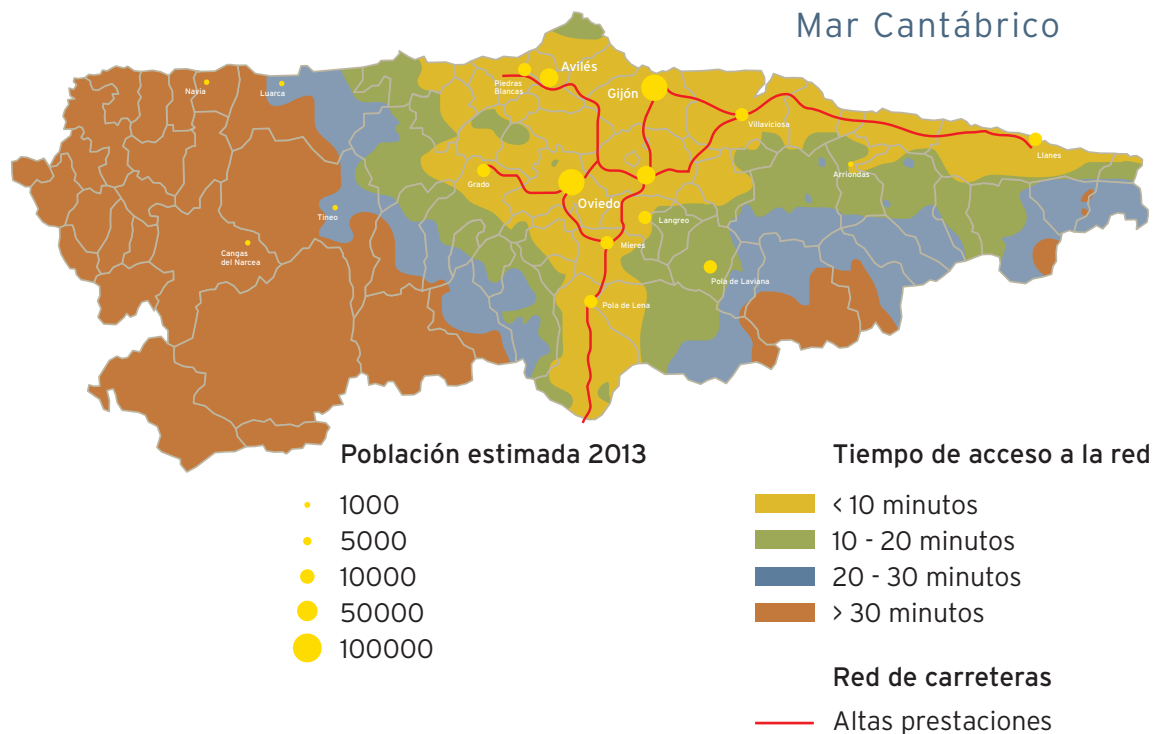 Mar Cantábrico
Avilés
Piedras
Blancas
Gijón
Navia
Luarca
Villaviciosa
Llanes
Arriondas
Grado
Oviedo
Tineo
Langreo
Mieres
Cangas
del Narcea
Pola de Laviana
Pola de Lena
Población estimada 2013
1000
5000
10000
50000
100000
Tiempo de acceso a la red
< 10 minutos
10 - 20 minutos
20 - 30 minutos
> 30 minutos
Red de carreteras
Altas prestaciones